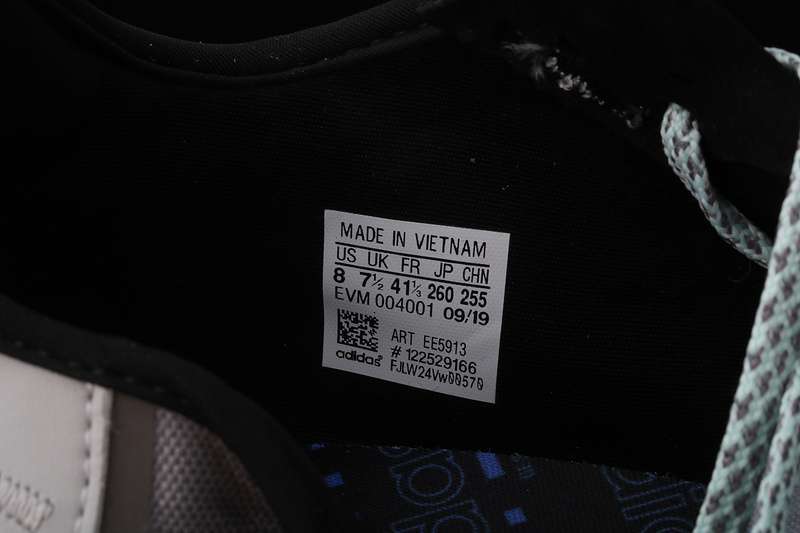 MADE IN VIETNAM
US UK FR JP CHN
8 7½ 41⅓ 260 255
EVM 004001 09/19
ART EE5913
# 122529166
adidas
FJLW24Vw00570